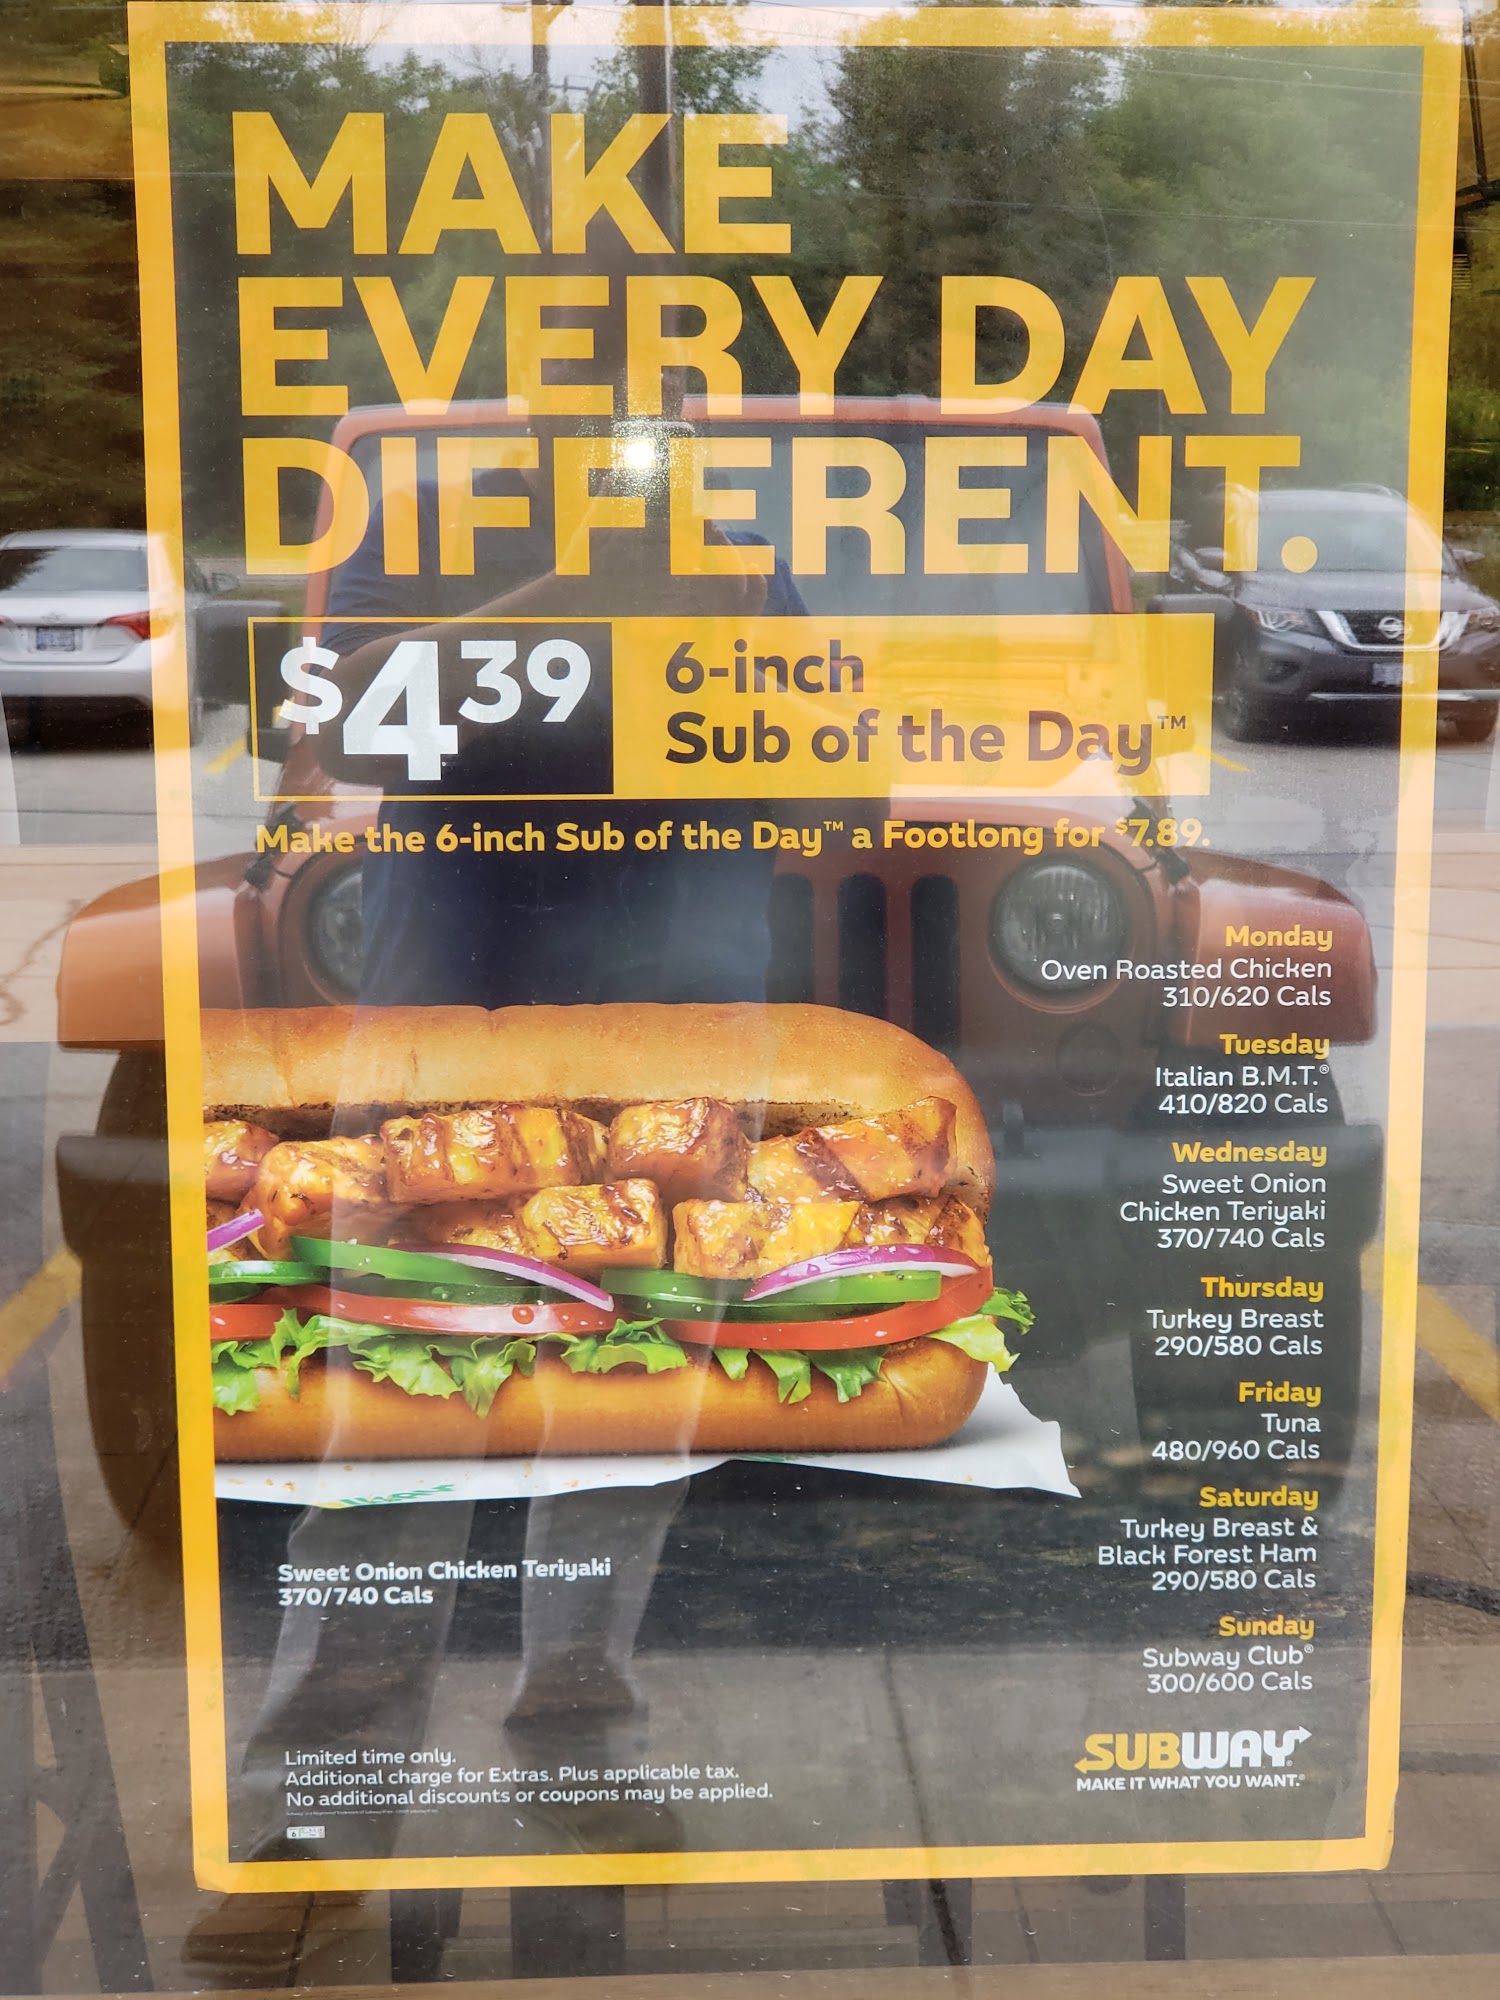 MAKE
EVERY DAY
DIFFERENT.
$4.39
6-inch
Sub of the Day™
Make the 6-inch Sub of the Day™ a Footlong for $7.89.
Monday
Oven Roasted Chicken
310/620 Cals
Tuesday
Italian B.M.T.®
410/820 Cals
Wednesday
Sweet Onion
Chicken Teriyaki
370/740 Cals
Thursday
Turkey Breast
290/580 Cals
Friday
Tuna
480/960 Cals
Saturday
Turkey Breast &
Black Forest Ham
290/580 Cals
Sunday
Subway Club®
300/600 Cals
Sweet Onion Chicken Teriyaki
370/740 Cals
Limited time only.
Additional charge for Extras. Plus applicable tax.
No additional discounts or coupons may be applied.
SUBWAY®
MAKE IT WHAT YOU WANT.®